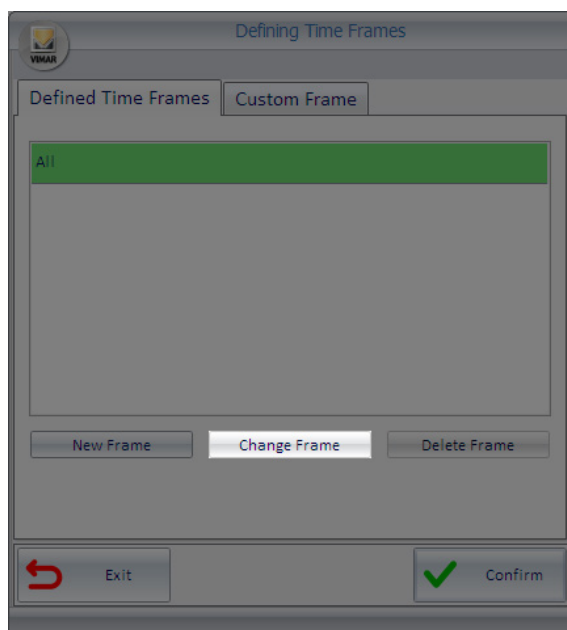 Defining Time Frames
VIMAR
Defined Time Frames Custom Frame
All
New Frame Change Frame Delete Frame
Exit Confirm